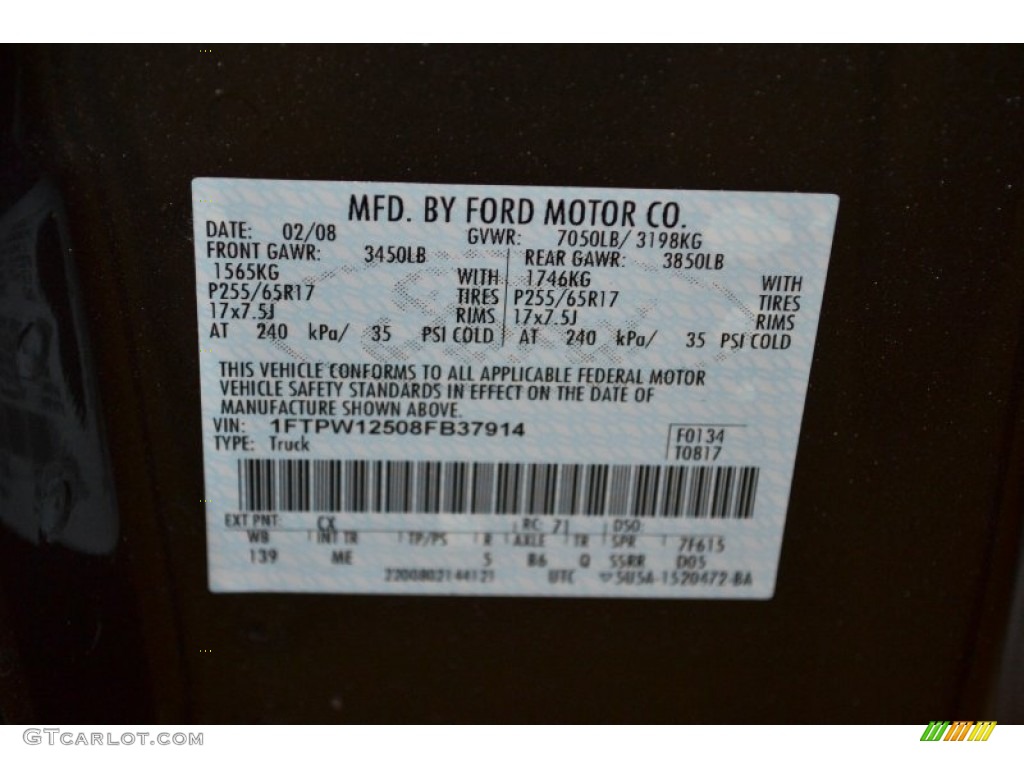 MFD. BY FORD MOTOR CO.
DATE: 02/08 GVWR: 7050LB/ 3198KG
FRONT GAWR: 3450LB REAR GAWR: 3850LB
1565KG WITH 1746KG WITH
P255/65R17 TIRES P255/65R17 TIRES
17x7.5J RIMS 17x7.5J RIMS
AT 240 kPa/ 35 PSI COLD AT 240 kPa/ 35 PSI COLD
THIS VEHICLE CONFORMS TO ALL APPLICABLE FEDERAL MOTOR
VEHICLE SAFETY STANDARDS IN EFFECT ON THE DATE OF
MANUFACTURE SHOWN ABOVE.
VIN: 1FTPW12508FB37914
TYPE: Truck
F0134
T0817
EXT PNT: CX RC: 71 DSO:
WB INT TR TP/PS R AXLE TR SPR 7F615
139 ME 5 B6 Q SSRR D05
2200802144121 UTC 5U5A-1520472-BA
GTCARLOT.COM